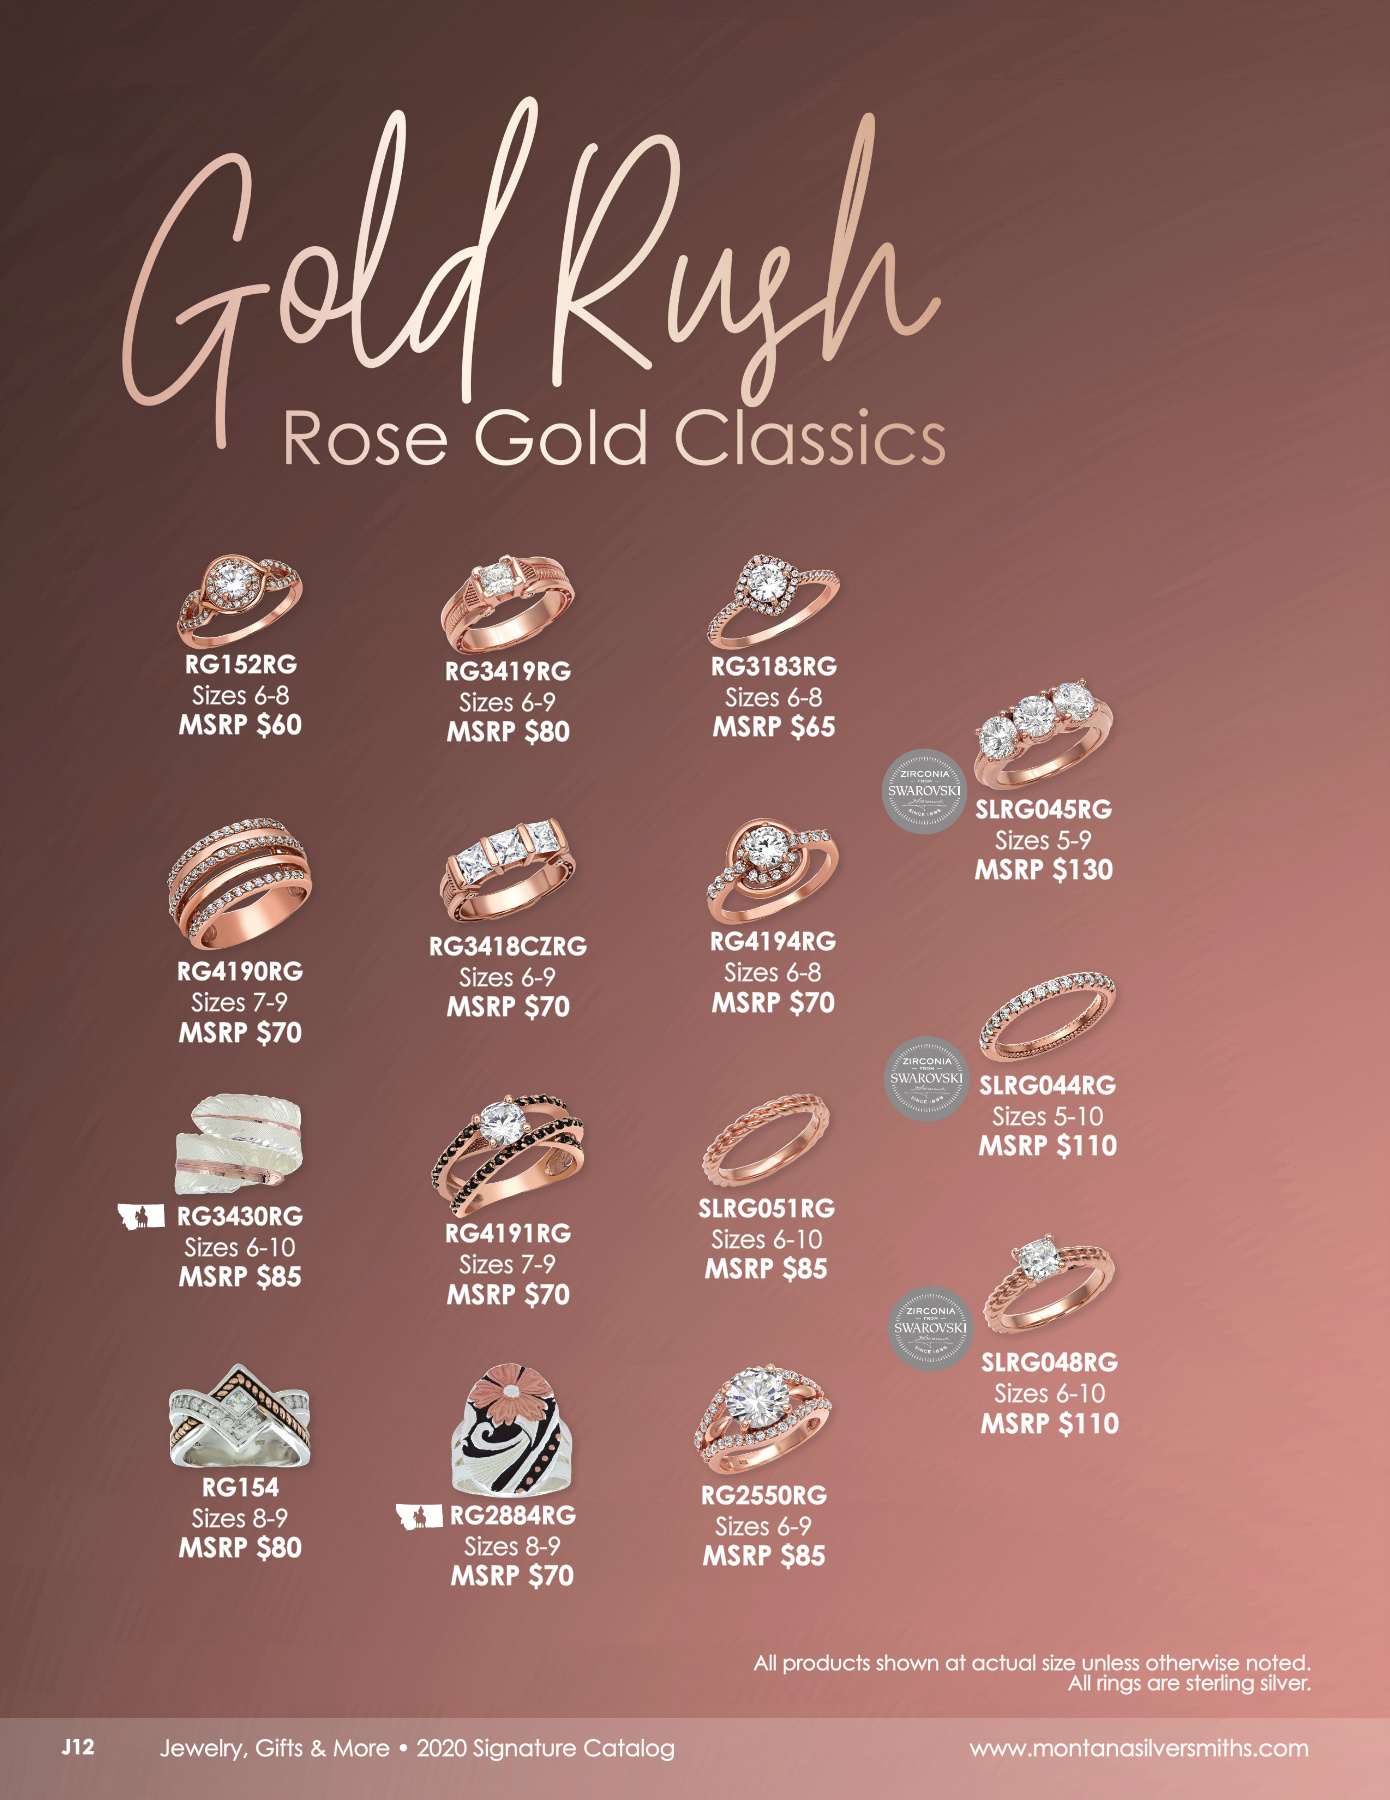 Gold Rush
Rose Gold Classics
RG152RG
Sizes 6-8
MSRP $60
RG3419RG
Sizes 6-9
MSRP $80
RG3183RG
Sizes 6-8
MSRP $65
ZIRCONIA
FROM
SWAROVSKI
SINCE 1895
SLRG045RG
Sizes 5-9
MSRP $130
RG4190RG
Sizes 7-9
MSRP $70
RG3418CZRG
Sizes 6-9
MSRP $70
RG4194RG
Sizes 6-8
MSRP $70
ZIRCONIA
FROM
SWAROVSKI
SINCE 1895
SLRG044RG
Sizes 5-10
MSRP $110
RG3430RG
Sizes 6-10
MSRP $85
RG4191RG
Sizes 7-9
MSRP $70
SLRG051RG
Sizes 6-10
MSRP $85
ZIRCONIA
FROM
SWAROVSKI
SINCE 1895
SLRG048RG
Sizes 6-10
MSRP $110
RG154
Sizes 8-9
MSRP $80
RG2884RG
Sizes 8-9
MSRP $70
RG2550RG
Sizes 6-9
MSRP $85
All products shown at actual size unless otherwise noted.
All rings are sterling silver.
J12
Jewelry, Gifts & More • 2020 Signature Catalog
www.montanasilversmiths.com